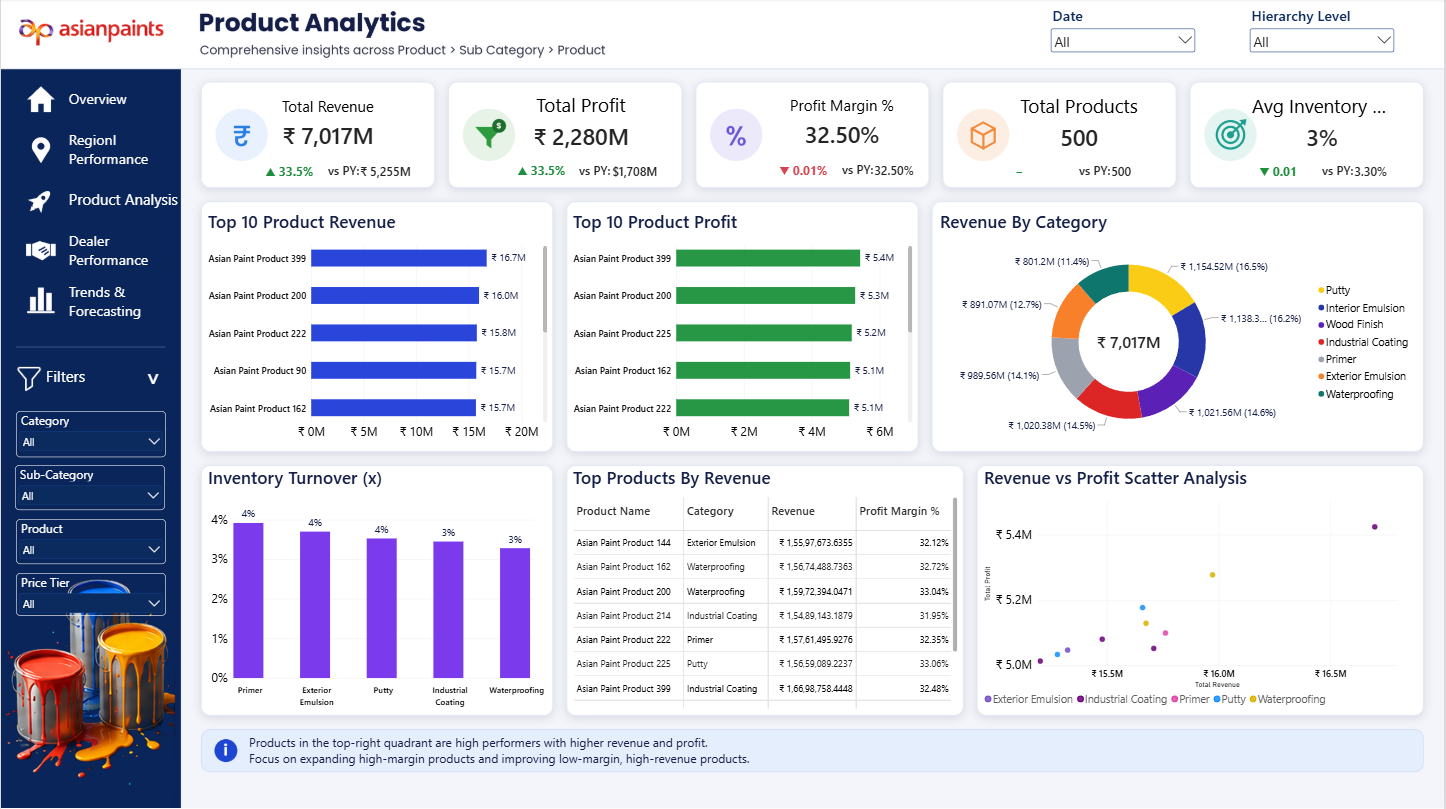 asianpaints
Product Analytics
Comprehensive insights across Product > Sub Category > Product
Date
All
Hierarchy Level
All
Overview
Regionl
Performance
Product Analysis
Dealer
Performance
Trends &
Forecasting
Filters
V
Category
All
Sub-Category
All
Product
All
Price Tier
All
Total Revenue
₹ 7,017M
▲ 33.5% vs PY:₹ 5,255M
Total Profit
₹ 2,280M
▲ 33.5% vs PY: $1,708M
Profit Margin %
32.50%
▼ 0.01% vs PY:32.50%
Total Products
500
– vs PY:500
Avg Inventory ...
3%
▼ 0.01 vs PY:3.30%
Top 10 Product Revenue
Asian Paint Product 399 ₹ 16.7M
Asian Paint Product 200 ₹ 16.0M
Asian Paint Product 222 ₹ 15.8M
Asian Paint Product 90 ₹ 15.7M
Asian Paint Product 162 ₹ 15.7M
₹ 0M ₹ 5M ₹ 10M ₹ 15M ₹ 20M
Top 10 Product Profit
Asian Paint Product 399 ₹ 5.4M
Asian Paint Product 200 ₹ 5.3M
Asian Paint Product 225 ₹ 5.2M
Asian Paint Product 162 ₹ 5.1M
Asian Paint Product 222 ₹ 5.1M
₹ 0M ₹ 2M ₹ 4M ₹ 6M
Revenue By Category
₹ 801.2M (11.4%)
₹ 1,154.52M (16.5%)
₹ 891.07M (12.7%)
₹ 1,138.3... (16.2%)
₹ 7,017M
₹ 989.56M (14.1%)
₹ 1,021.56M (14.6%)
₹ 1,020.38M (14.5%)
Putty
Interior Emulsion
Wood Finish
Industrial Coating
Primer
Exterior Emulsion
Waterproofing
Inventory Turnover (x)
4%
3%
2%
1%
0%
4% 4% 4% 3% 3%
Primer Exterior Putty Industrial Waterproofing
Emulsion Coating
Top Products By Revenue
Product Name Category Revenue Profit Margin %
Asian Paint Product 144 Exterior Emulsion ₹ 1,55,97,673.6355 32.12%
Asian Paint Product 162 Waterproofing ₹ 1,56,74,488.7363 32.72%
Asian Paint Product 200 Waterproofing ₹ 1,59,72,394.0471 33.04%
Asian Paint Product 214 Industrial Coating ₹ 1,54,89,143.1879 31.95%
Asian Paint Product 222 Primer ₹ 1,57,61,495.9276 32.35%
Asian Paint Product 225 Putty ₹ 1,56,59,089.2237 33.06%
Asian Paint Product 399 Industrial Coating ₹ 1,66,98,758.4448 32.48%
Revenue vs Profit Scatter Analysis
Total Profit
₹ 5.4M
₹ 5.2M
₹ 5.0M
₹ 15.5M ₹ 16.0M ₹ 16.5M
Total Revenue
Exterior Emulsion Industrial Coating Primer Putty Waterproofing
Products in the top-right quadrant are high performers with higher revenue and profit.
Focus on expanding high-margin products and improving low-margin, high-revenue products.